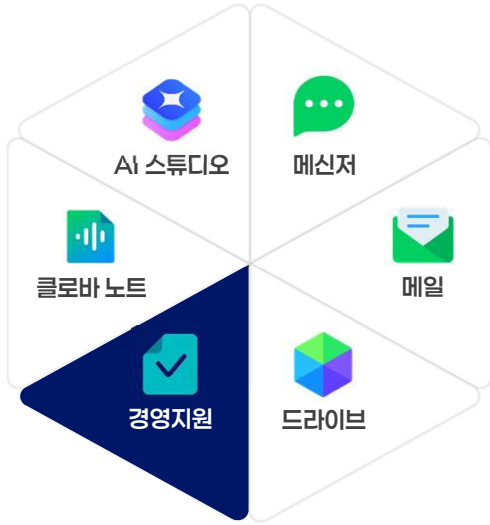 AI 스튜디오
메신저
클로바 노트
메일
경영지원
드라이브